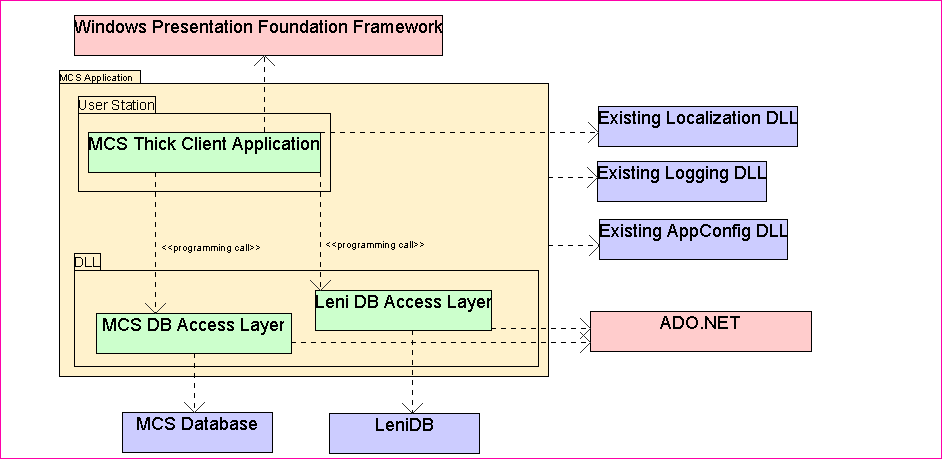 Windows Presentation Foundation Framework
MCS Application
User Station
MCS Thick Client Application
Existing Localization DLL
Existing Logging DLL
Existing AppConfig DLL
<<programming call>>
<<programming call>>
DLL
Leni DB Access Layer
MCS DB Access Layer
ADO.NET
MCS Database
LeniDB